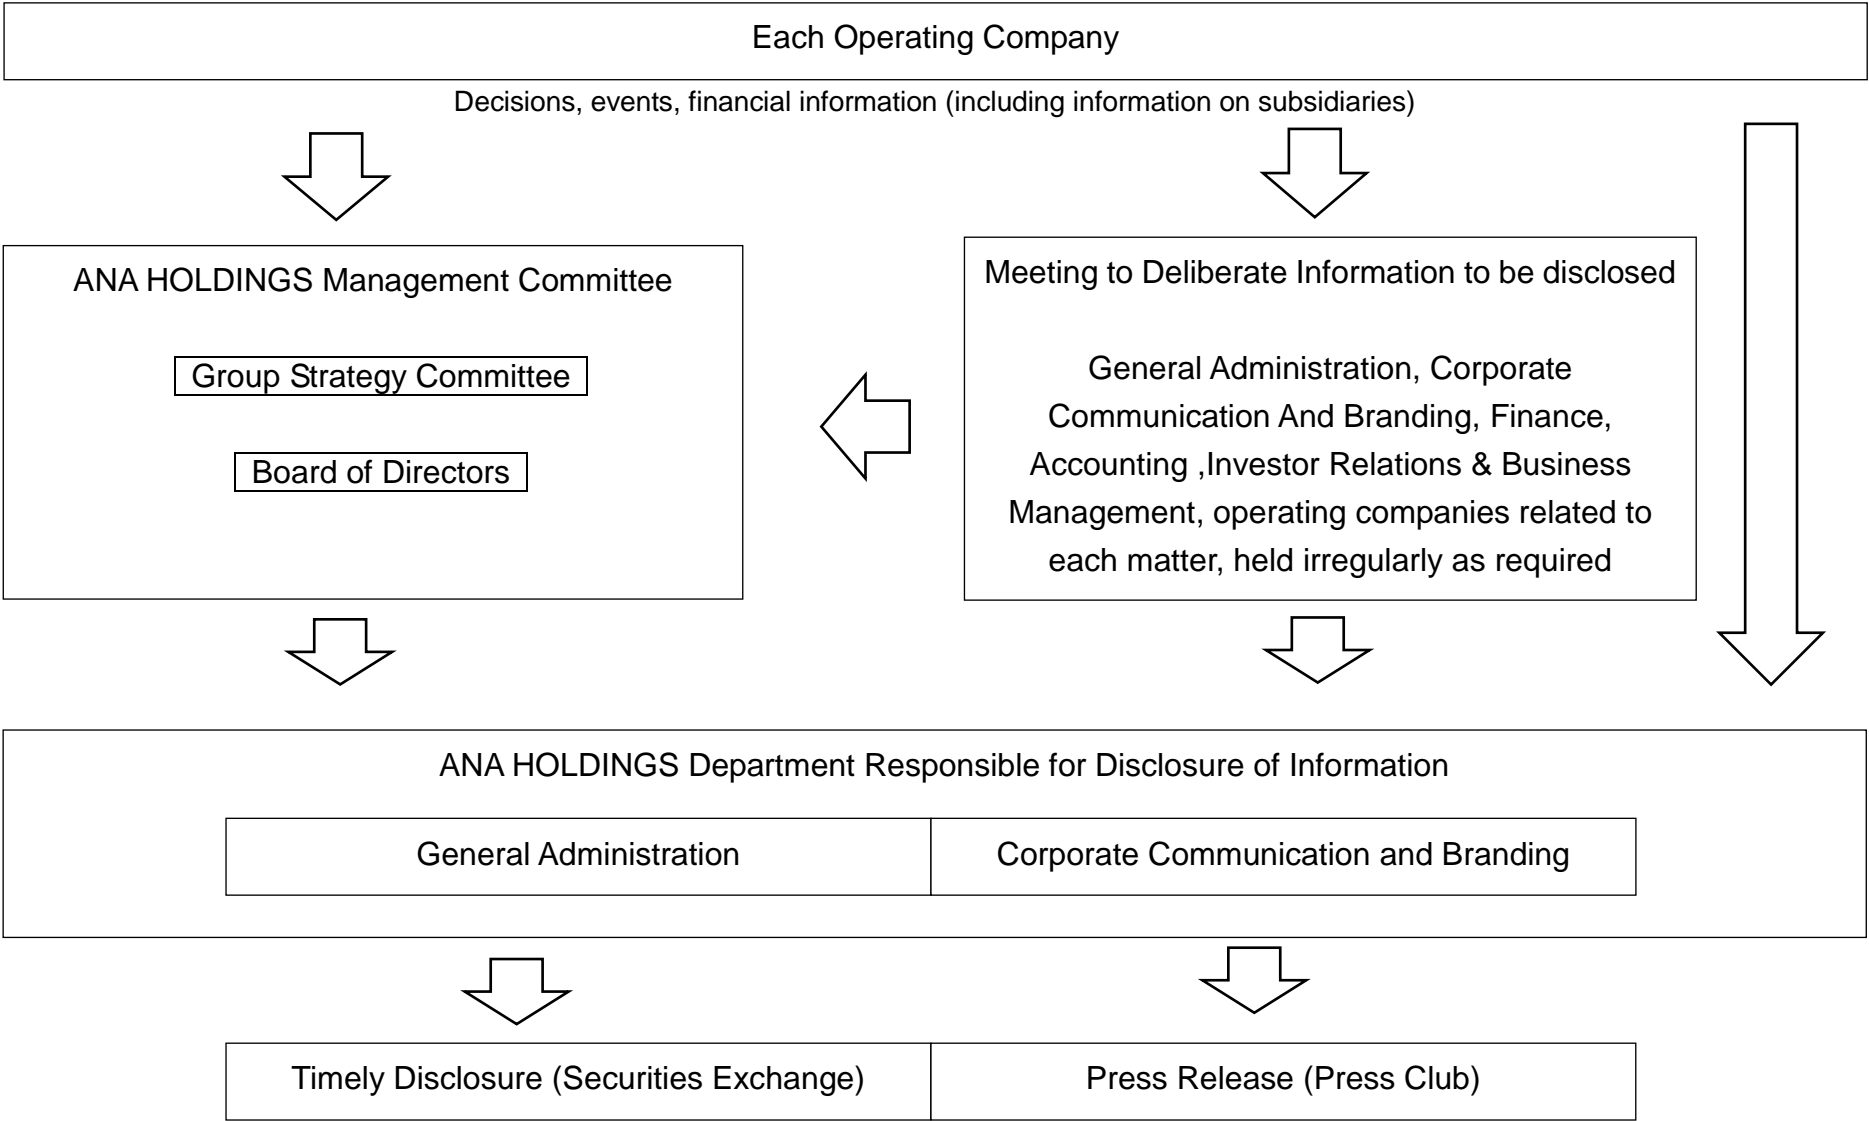 Each Operating Company
Decisions, events, financial information (including information on subsidiaries)
ANA HOLDINGS Management Committee
Group Strategy Committee
Board of Directors
Meeting to Deliberate Information to be disclosed
General Administration, Corporate
Communication And Branding, Finance,
Accounting ,Investor Relations & Business
Management, operating companies related to
each matter, held irregularly as required
ANA HOLDINGS Department Responsible for Disclosure of Information
General Administration
Corporate Communication and Branding
Timely Disclosure (Securities Exchange)
Press Release (Press Club)